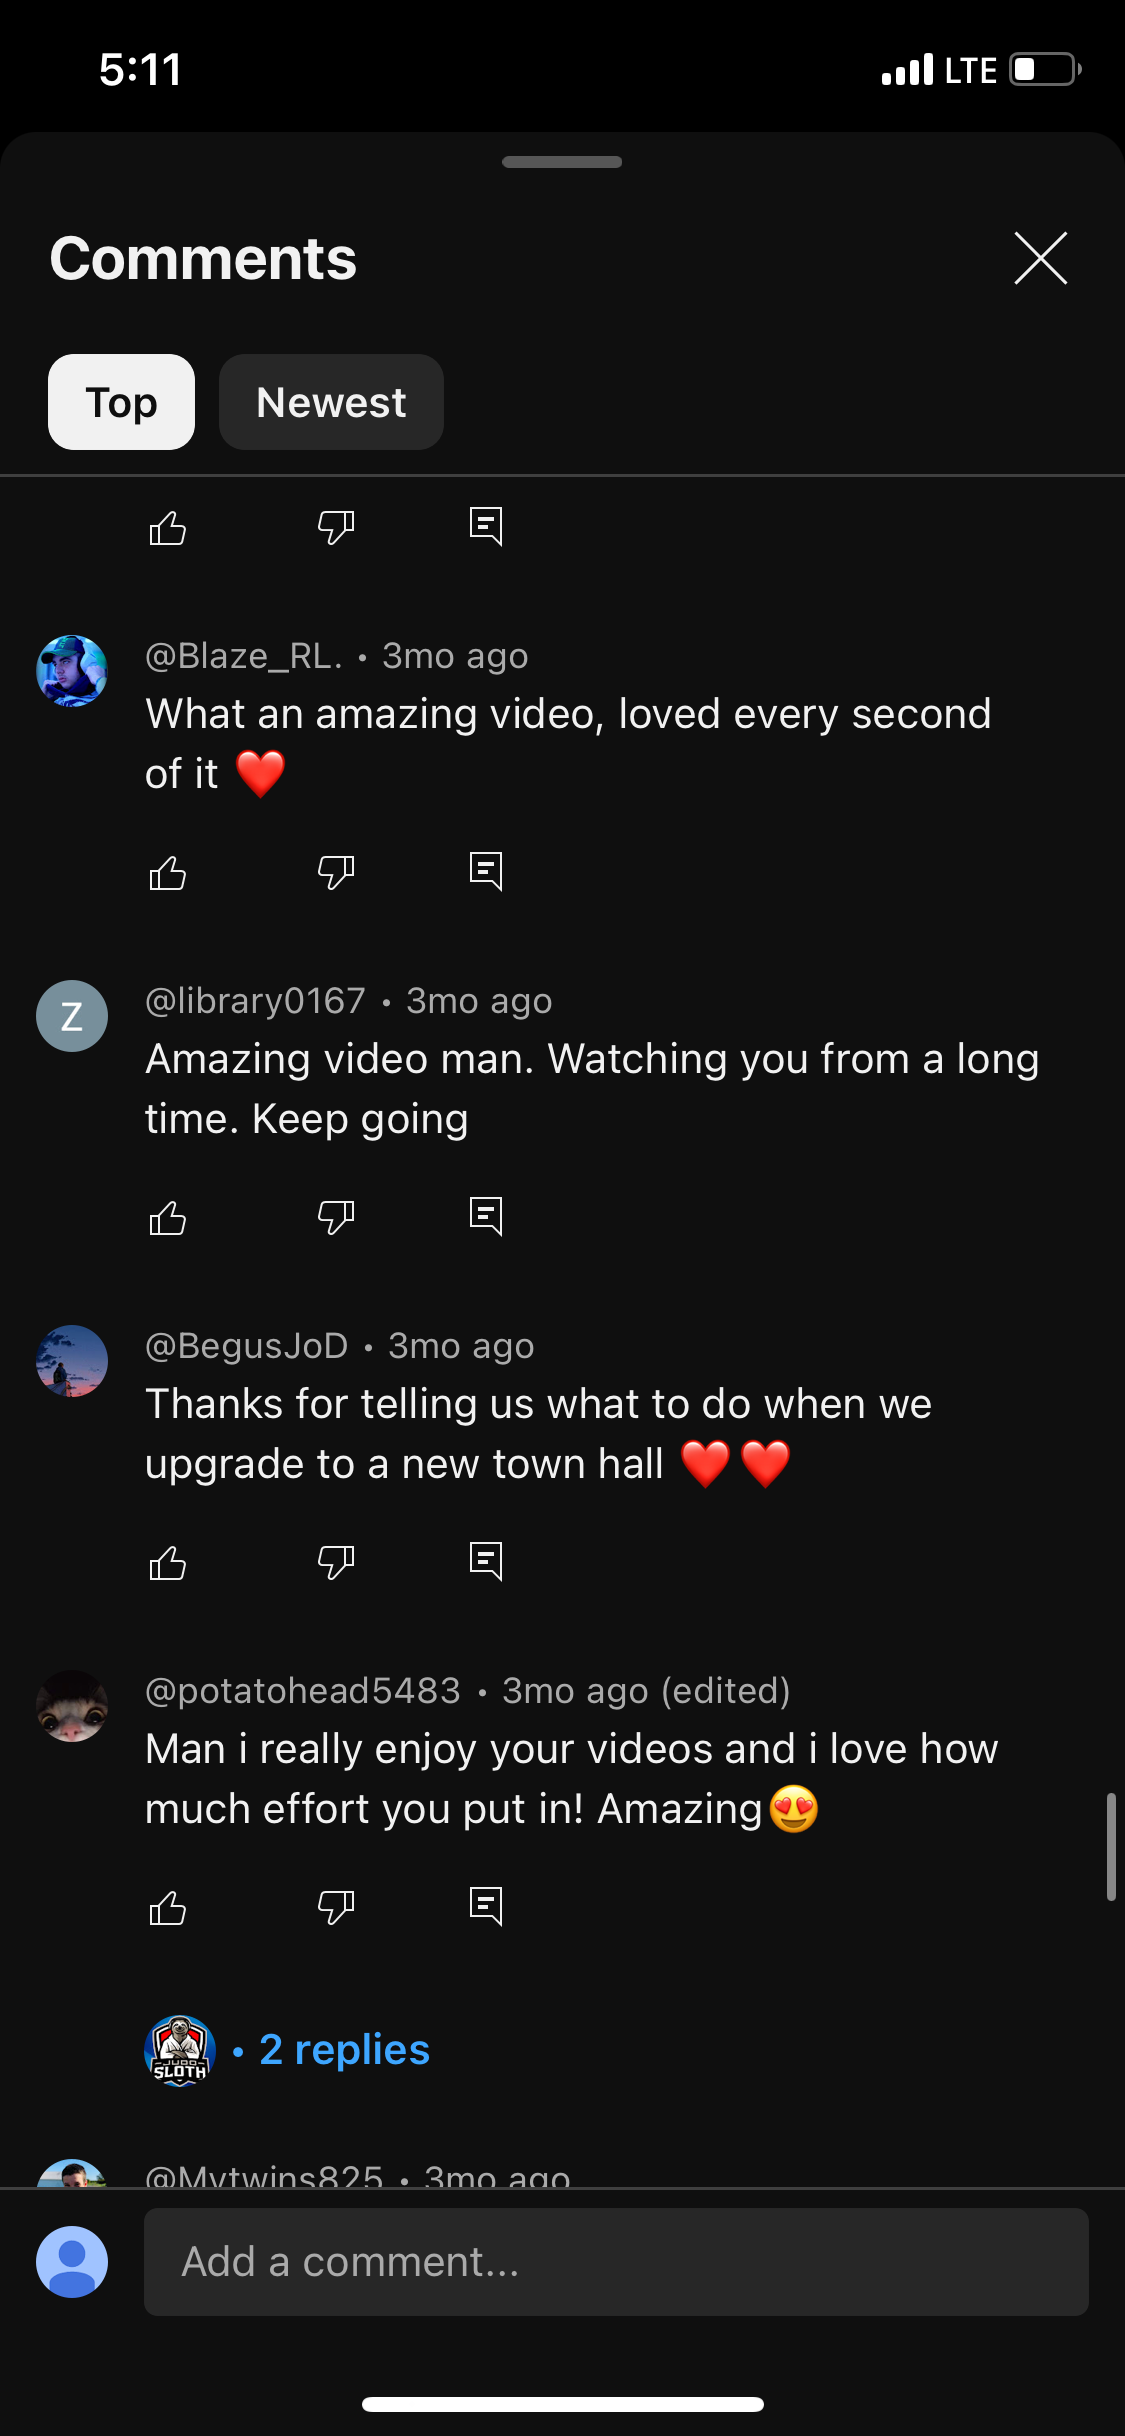 5:11
LTE
Comments
Top
Newest
@Blaze_RL. • 3mo ago
What an amazing video, loved every second
of it ❤️
Z
@library0167 • 3mo ago
Amazing video man. Watching you from a long
time. Keep going
@BegusJoD • 3mo ago
Thanks for telling us what to do when we
upgrade to a new town hall ❤️❤️
@potatohead5483 • 3mo ago (edited)
Man i really enjoy your videos and i love how
much effort you put in! Amazing😍
JUDO
SLOTH
• 2 replies
@Mytwins825 • 3mo ago
Add a comment...